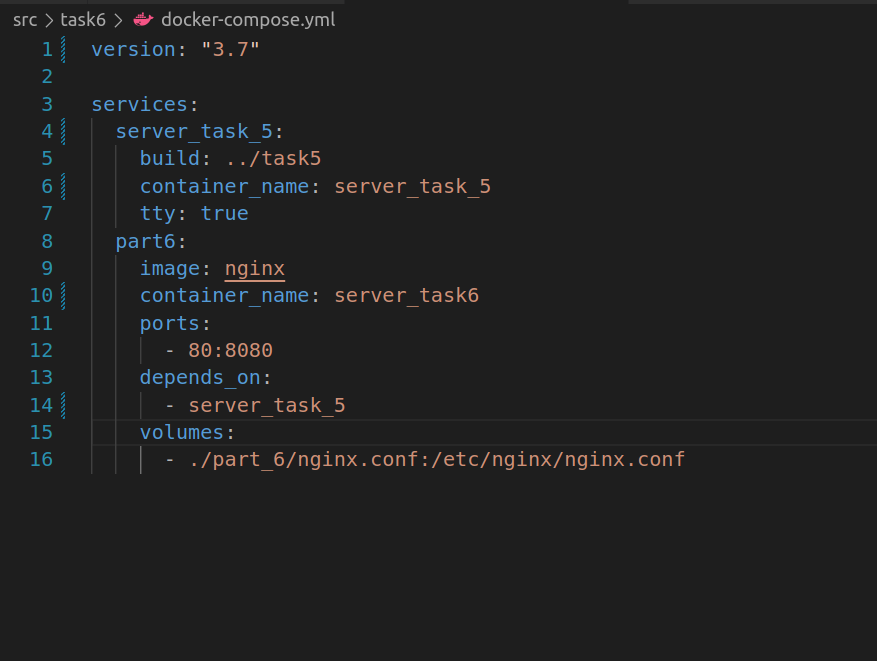 src > task6 > docker-compose.yml
1 version: "3.7"
2
3 services:
4 server_task_5:
5 build: ../task5
6 container_name: server_task_5
7 tty: true
8 part6:
9 image: nginx
10 container_name: server_task6
11 ports:
12 - 80:8080
13 depends_on:
14 - server_task_5
15 volumes:
16 - ./part_6/nginx.conf:/etc/nginx/nginx.conf